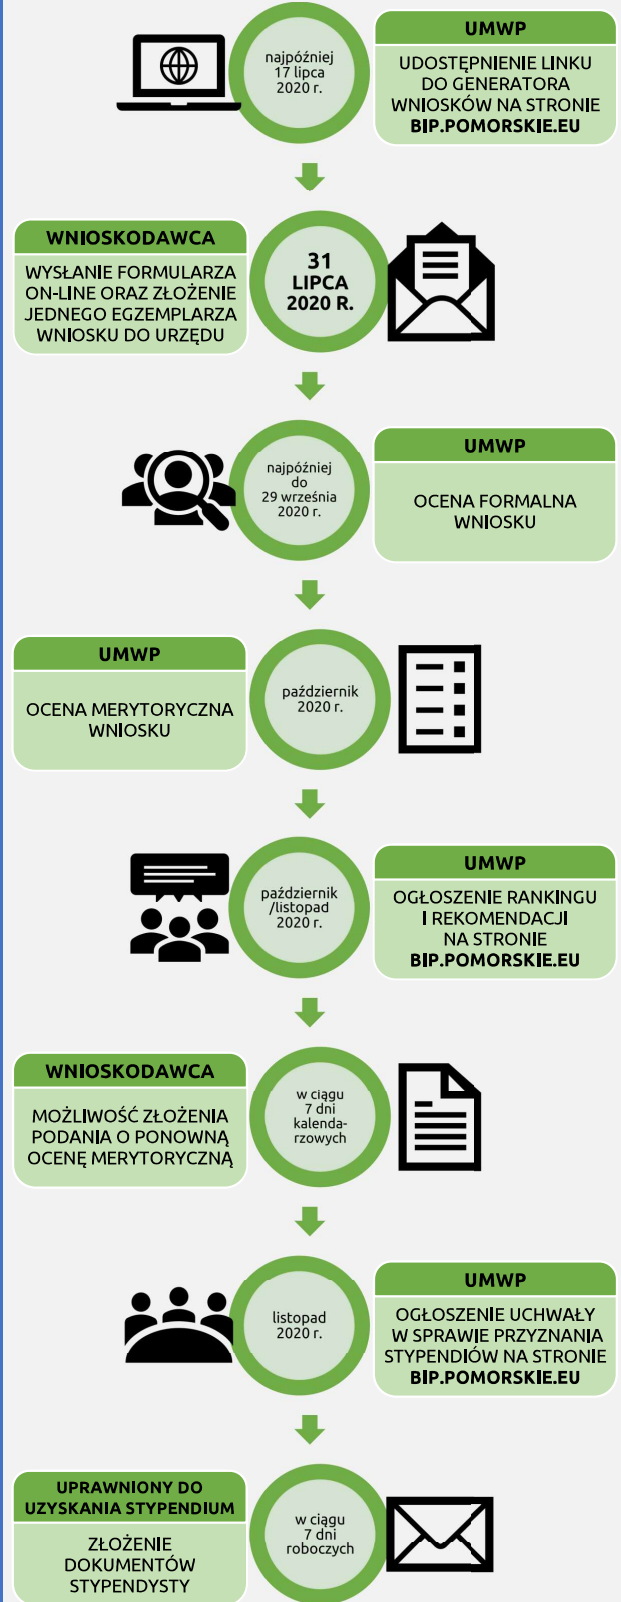 najpóźniej
17 lipca
2020 r.
UMWP
UDOSTĘPNIENIE LINKU
DO GENERATORA
WNIOSKÓW NA STRONIE
BIP.POMORSKIE.EU
WNIOSKODAWCA
WYSŁANIE FORMULARZA
ON-LINE ORAZ ZŁOŻENIE
JEDNEGO EGZEMPLARZA
WNIOSKU DO URZĘDU
31
LIPCA
2020 R.
najpóźniej
do
29 września
2020 r.
UMWP
OCENA FORMALNA
WNIOSKU
UMWP
OCENA MERYTORYCZNA
WNIOSKU
październik
2020 r.
październik
/listopad
2020 r.
UMWP
OGŁOSZENIE RANKINGU
I REKOMENDACJI
NA STRONIE
BIP.POMORSKIE.EU
WNIOSKODAWCA
MOŻLIWOŚĆ ZŁOŻENIA
PODANIA O PONOWNĄ
OCENĘ MERYTORYCZNĄ
w ciągu
7 dni
kalenda-
rzowych
listopad
2020 r.
UMWP
OGŁOSZENIE UCHWAŁY
W SPRAWIE PRZYZNANIA
STYPENDIÓW NA STRONIE
BIP.POMORSKIE.EU
UPRAWNIONY DO
UZYSKANIA STYPENDIUM
ZŁOŻENIE
DOKUMENTÓW
STYPENDYSTY
w ciągu
7 dni
roboczych